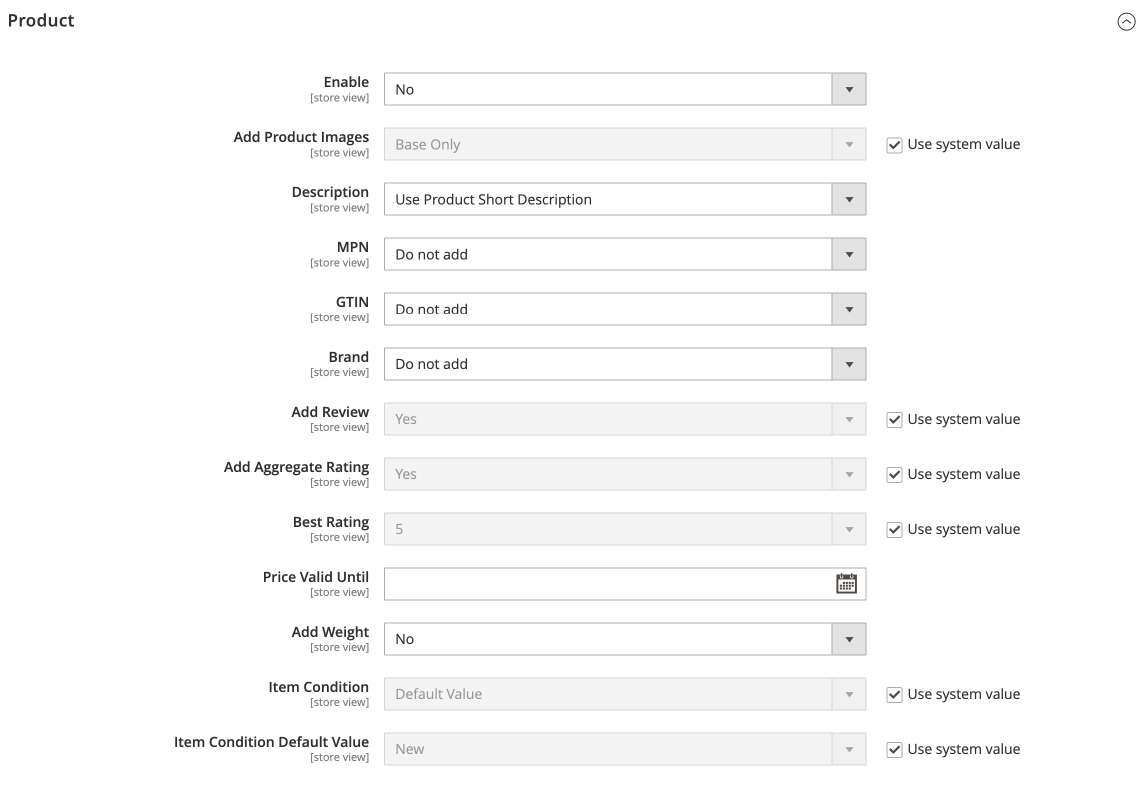 Product
Enable
[store view]
No
Add Product Images
[store view]
Base Only
Use system value
Description
[store view]
Use Product Short Description
MPN
[store view]
Do not add
GTIN
[store view]
Do not add
Brand
[store view]
Do not add
Add Review
[store view]
Yes
Use system value
Add Aggregate Rating
[store view]
Yes
Use system value
Best Rating
[store view]
5
Use system value
Price Valid Until
[store view]
Add Weight
[store view]
No
Item Condition
[store view]
Default Value
Use system value
Item Condition Default Value
[store view]
New
Use system value